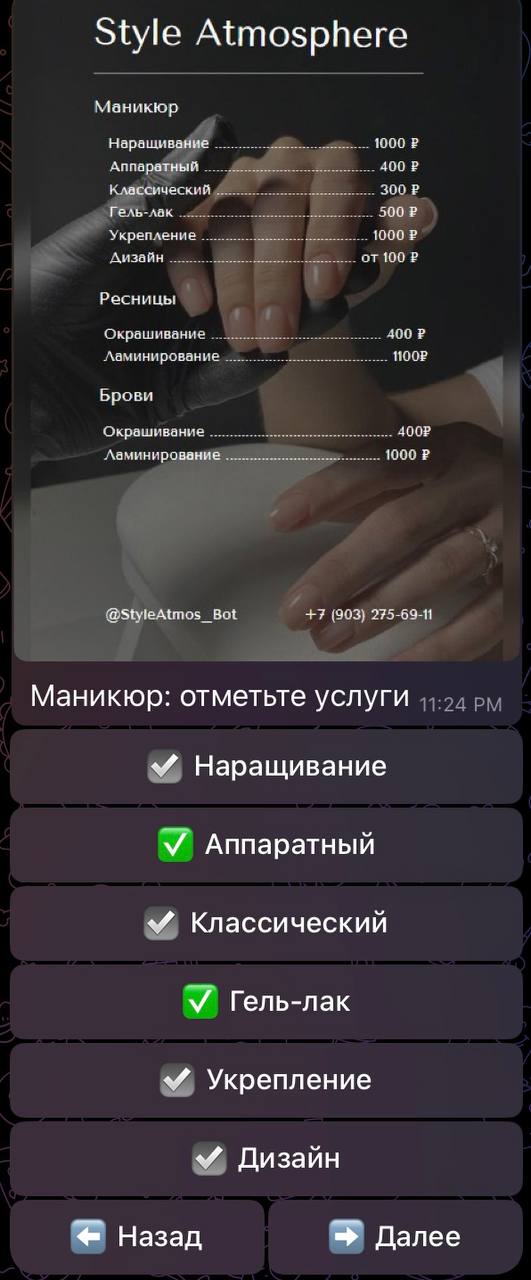 Style Atmosphere
Маникюр
Наращивание 1000 ₽
Аппаратный 400 ₽
Классический 300 ₽
Гель-лак 500 ₽
Укрепление 1000 ₽
Дизайн от 100 ₽
Ресницы
Окрашивание 400 ₽
Ламинирование 1100₽
Брови
Окрашивание 400₽
Ламинирование 1000 ₽
@StyleAtmos_Bot +7 (903) 275-69-11
Маникюр: отметьте услуги 11:24 PM
Наращивание
Аппаратный
Классический
Гель-лак
Укрепление
Дизайн
Назад Далее